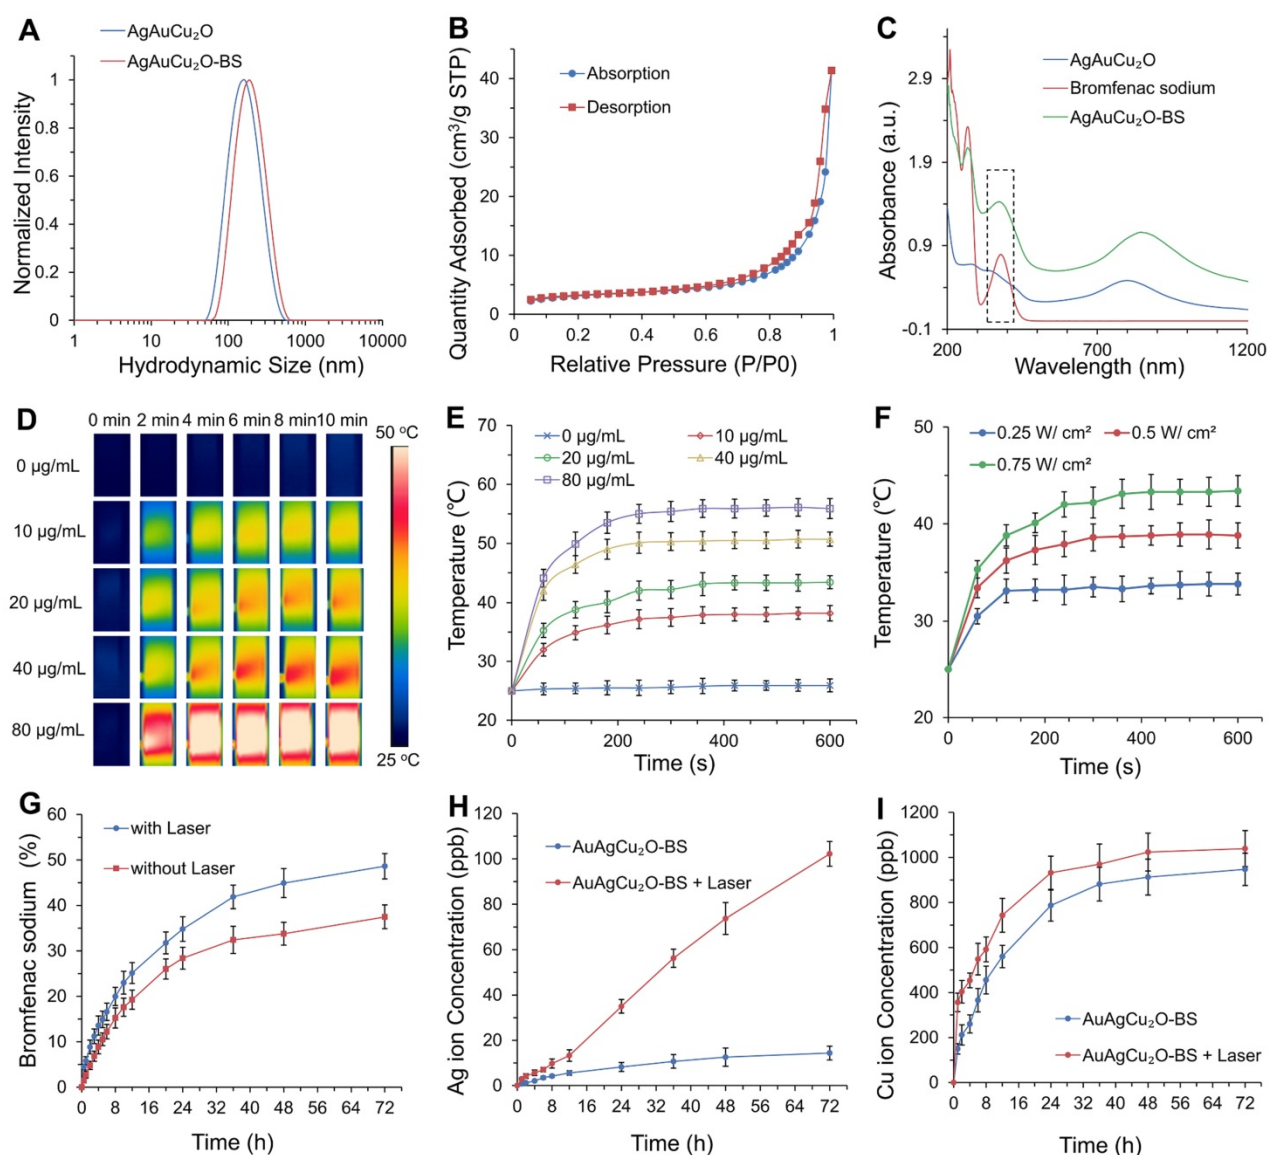 A
AgAuCu₂O
AgAuCu₂O-BS
Normalized Intensity
1
0.8
0.6
0.4
0.2
0
1 10 100 1000 10000
Hydrodynamic Size (nm)
B
Absorption
Desorption
Quantity Adsorbed (cm³/g STP)
40
30
20
10
0
0 0.2 0.4 0.6 0.8 1
Relative Pressure (P/P0)
C
AgAuCu₂O
Bromfenac sodium
AgAuCu₂O-BS
Absorbance (a.u.)
2.9
1.9
0.9
-0.1
200 700 1200
Wavelength (nm)
D
0 min 2 min 4 min 6 min 8 min 10 min
0 µg/mL
10 µg/mL
20 µg/mL
40 µg/mL
80 µg/mL
50 °C
25 °C
E
0 µg/mL 10 µg/mL
20 µg/mL 40 µg/mL
80 µg/mL
Temperature (°C)
70
60
50
40
30
20
0 200 400 600
Time (s)
F
0.25 W/ cm² 0.5 W/ cm²
0.75 W/ cm²
Temperature (°C)
50
40
30
20
0 200 400 600
Time (s)
G
with Laser
without Laser
Bromfenac sodium (%)
60
50
40
30
20
10
0
0 8 16 24 32 40 48 56 64 72
Time (h)
H
AuAgCu₂O-BS
AuAgCu₂O-BS + Laser
Ag ion Concentration (ppb)
120
100
80
60
40
20
0
0 8 16 24 32 40 48 56 64 72
Time (h)
I
AuAgCu₂O-BS
AuAgCu₂O-BS + Laser
Cu ion Concentration (ppb)
1200
1000
800
600
400
200
0
0 8 16 24 32 40 48 56 64 72
Time (h)